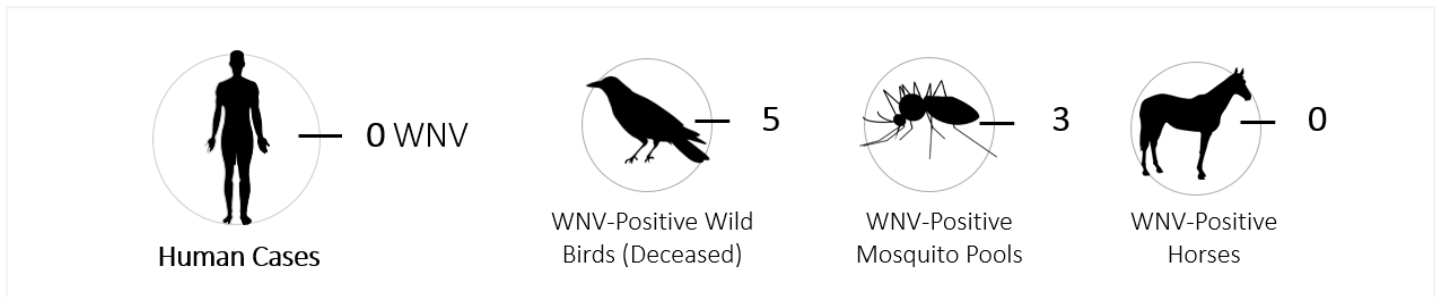 0 WNV
Human Cases
5
WNV-Positive Wild
Birds (Deceased)
3
WNV-Positive
Mosquito Pools
0
WNV-Positive
Horses